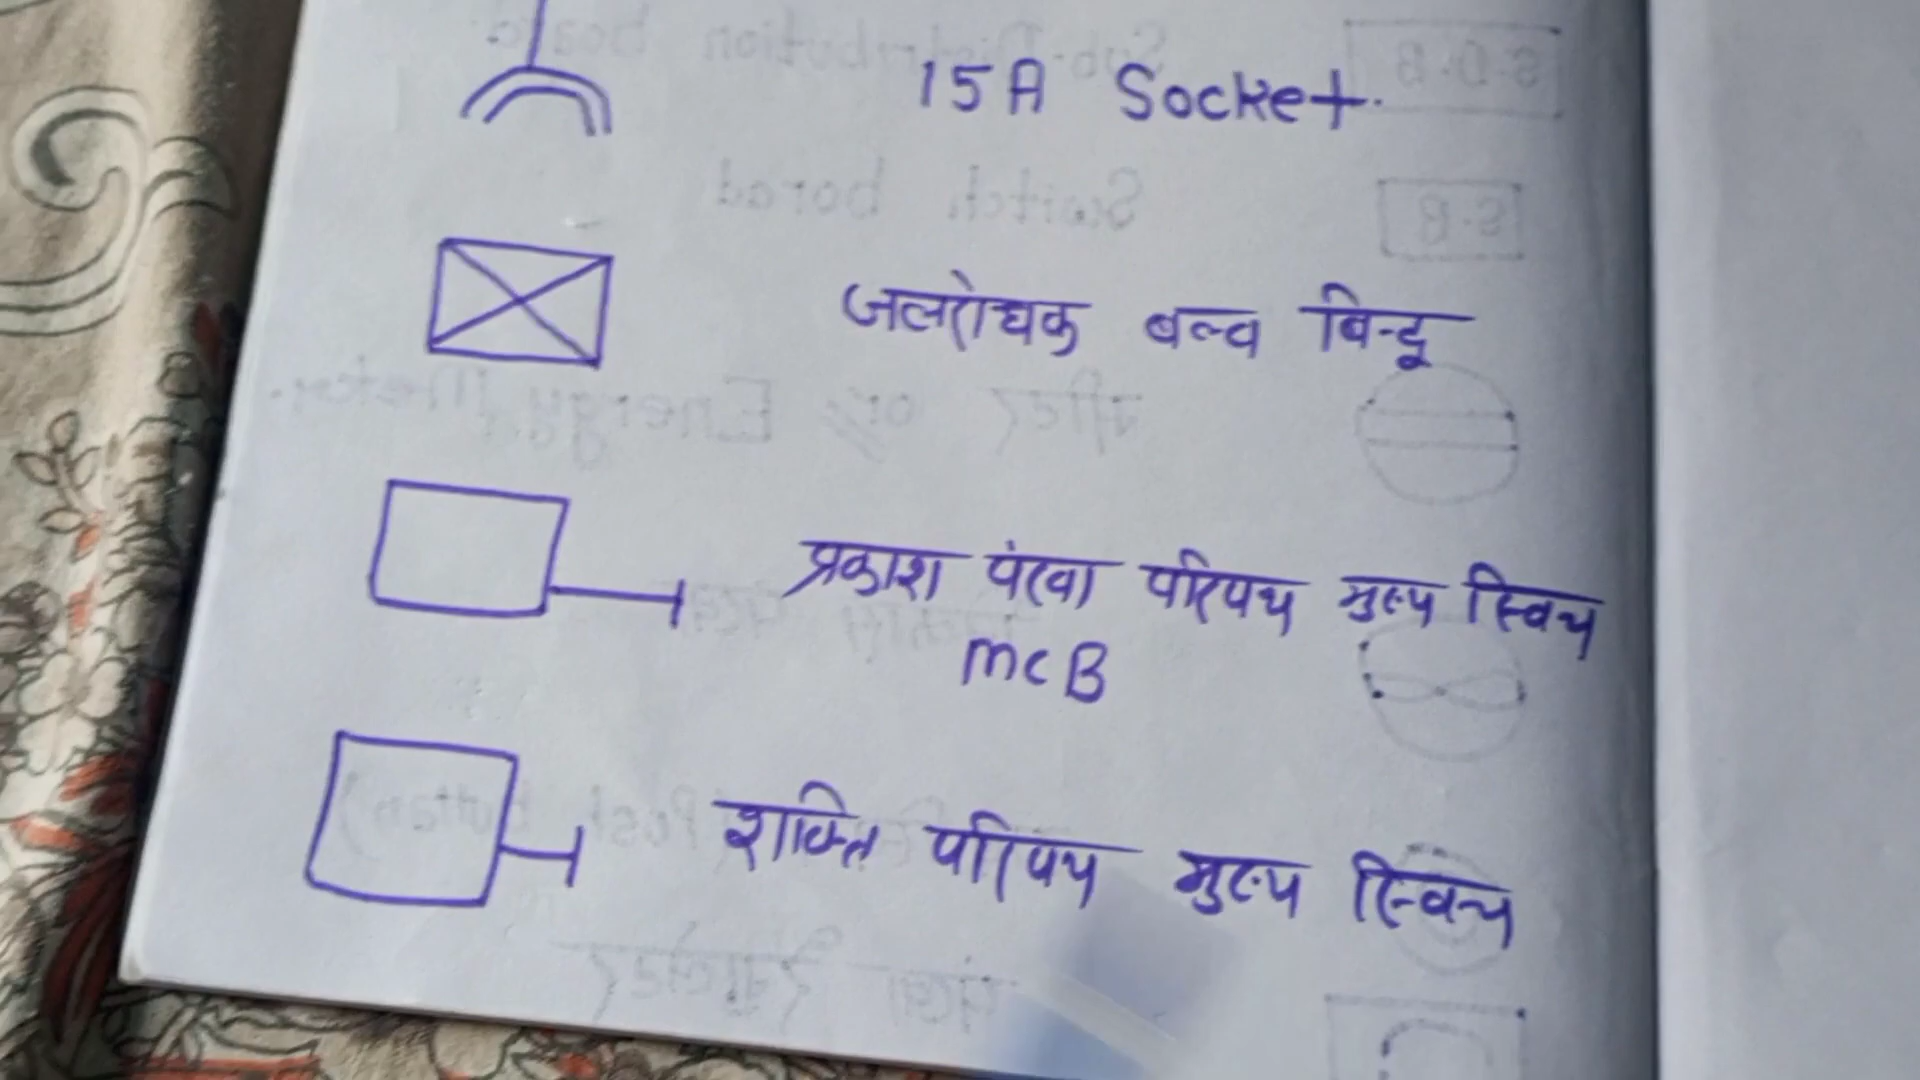 15A Socket.
जलरोधक बल्व बिन्दू
प्रकाश पंखा परिपथ मुख्य स्विच
mcB
शक्ति परिपथ मुख्य स्विच